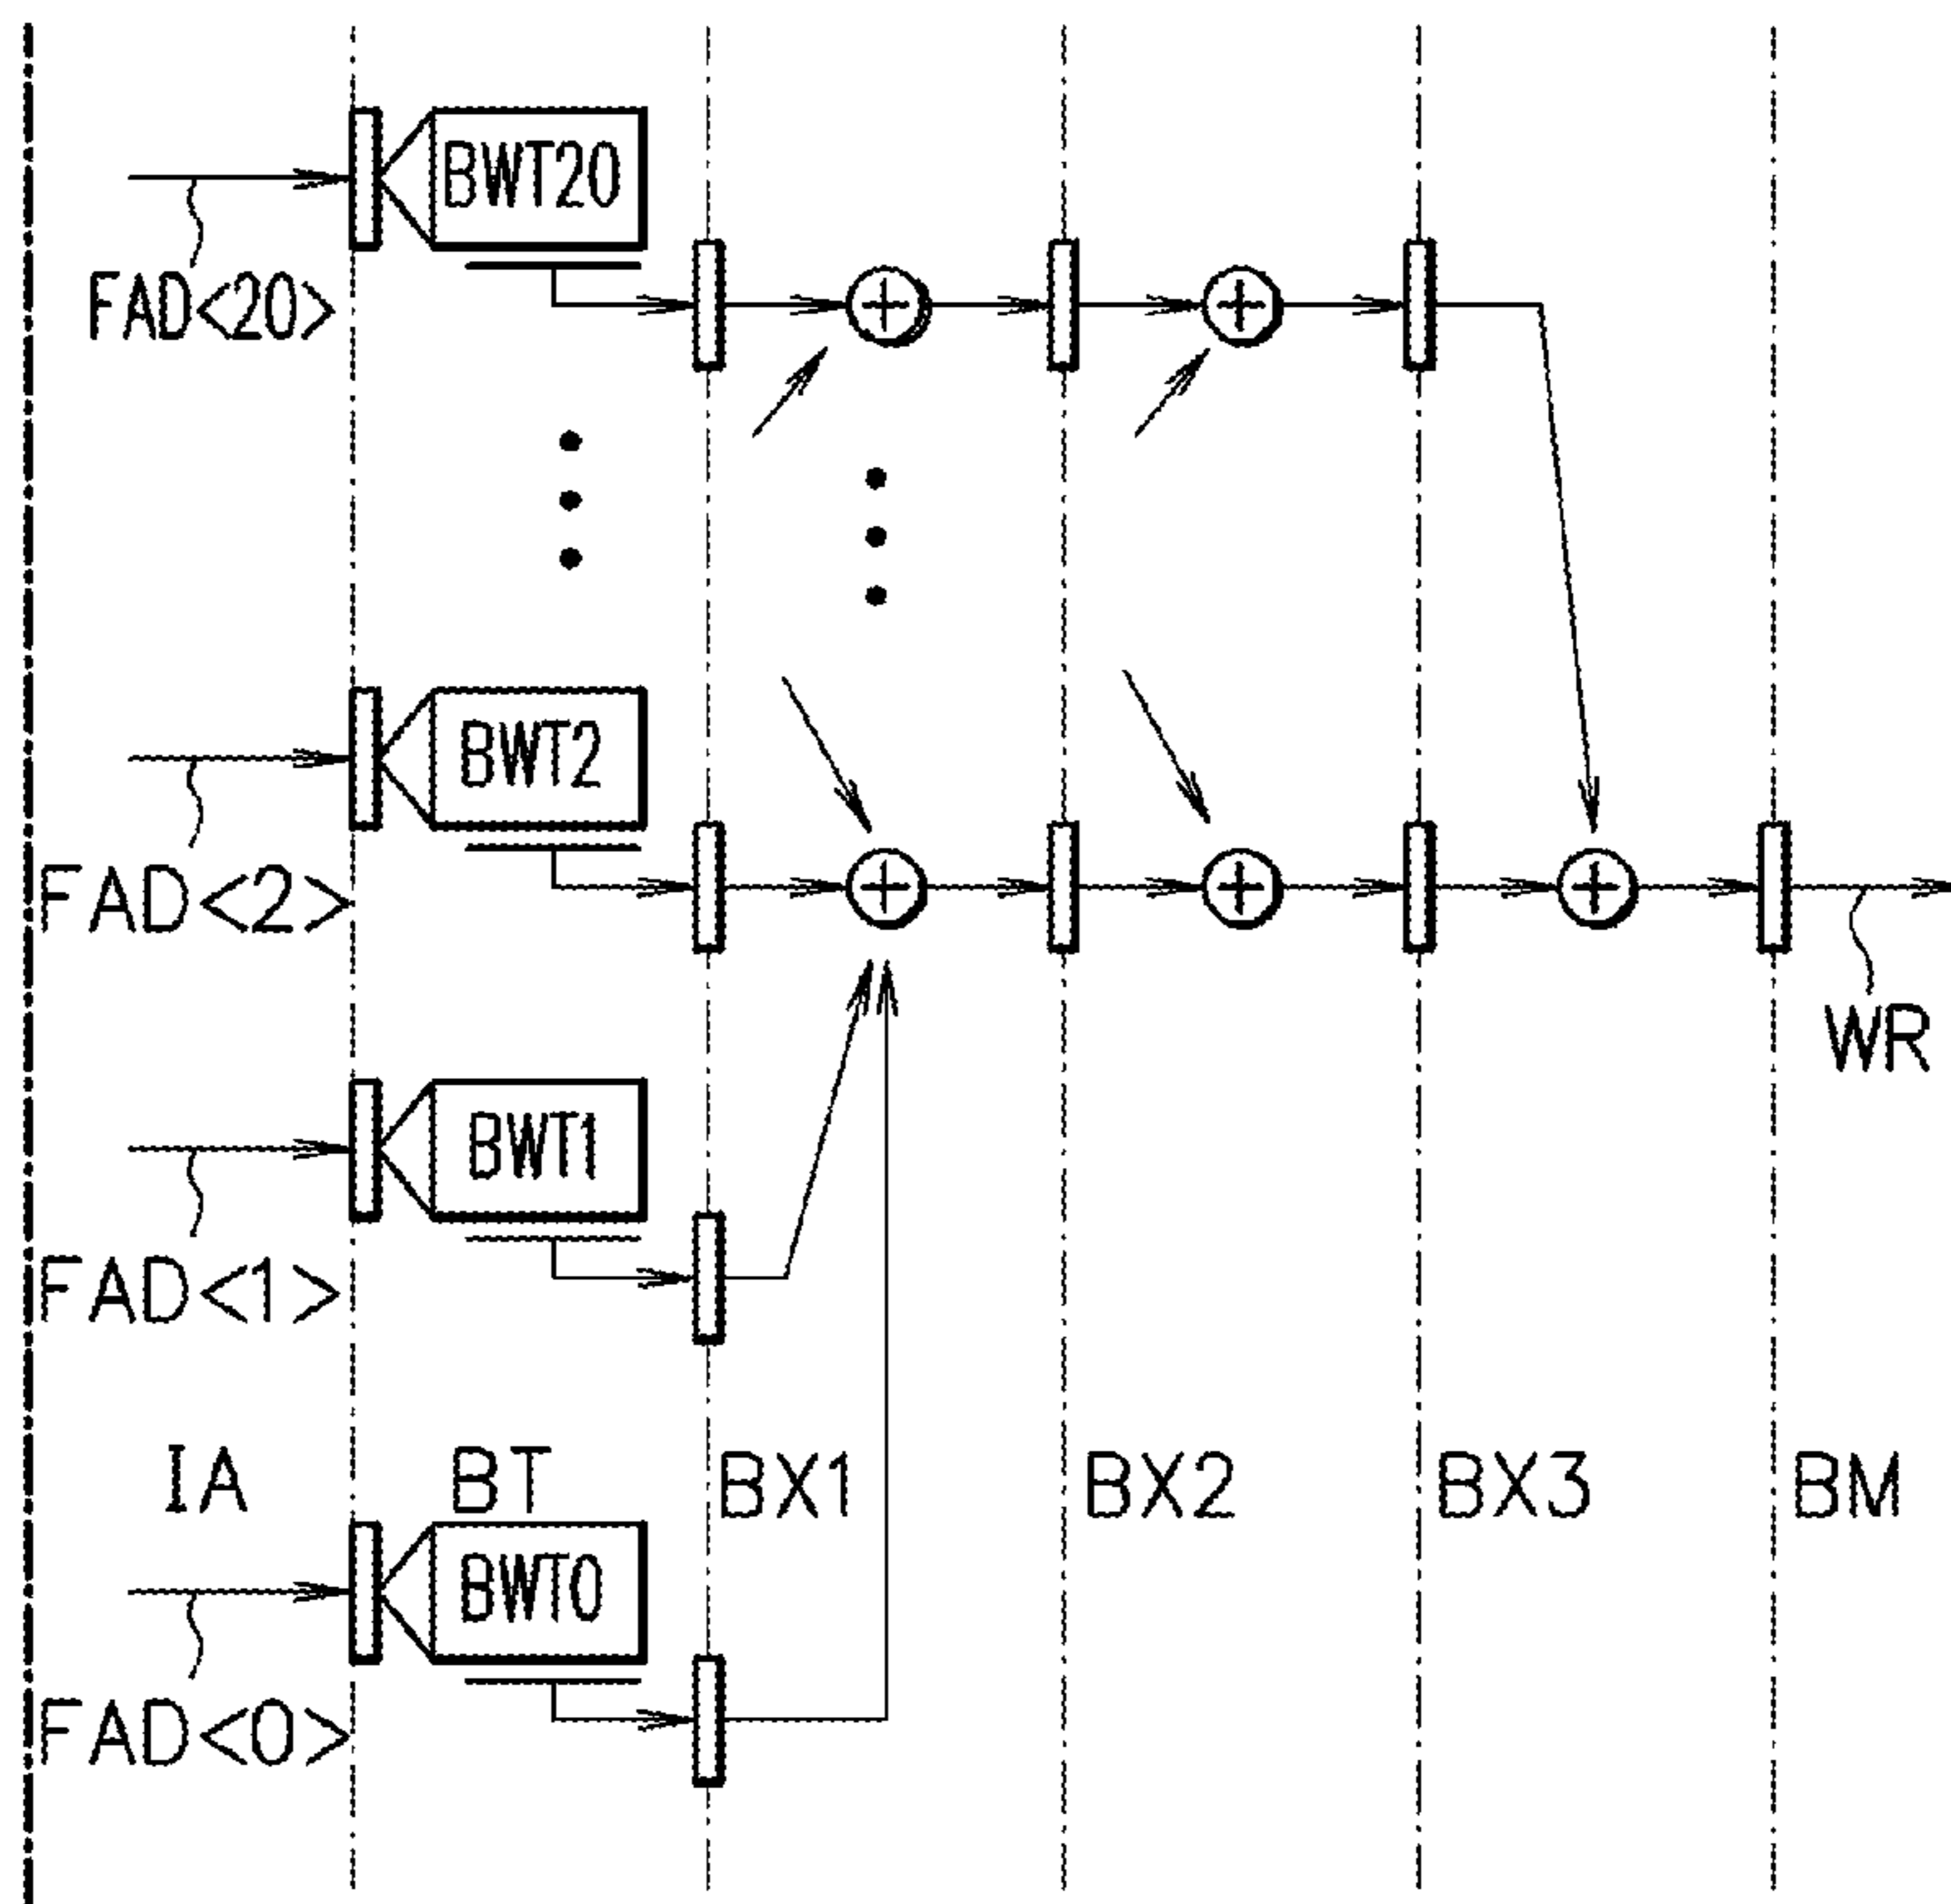 BWT20
FAD<20>
BWT2
FAD<2>
WR
BWT1
FAD<1>
IA BT BX1 BX2 BX3 BM
BWT0
FAD<0>